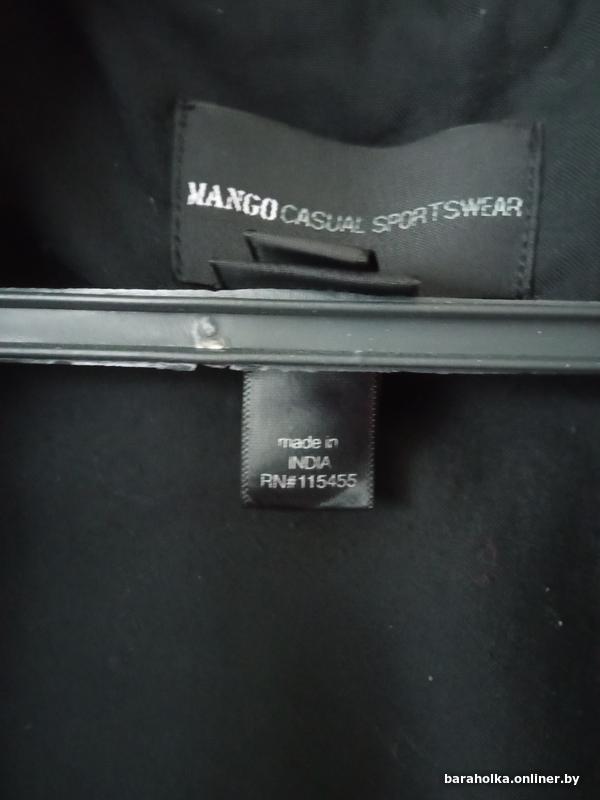 MANGO CASUAL SPORTSWEAR
made in
INDIA
RN#115455
baraholka.onliner.by